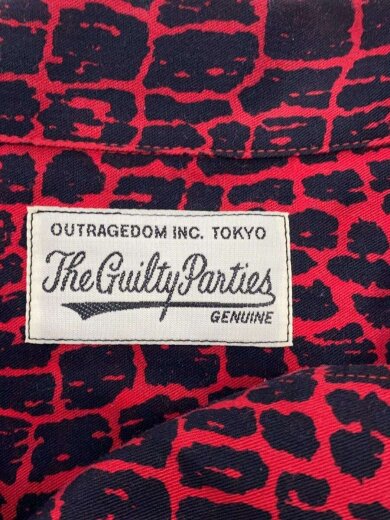 OUTRAGEDOM INC. TOKYO
The Guilty Parties
GENUINE